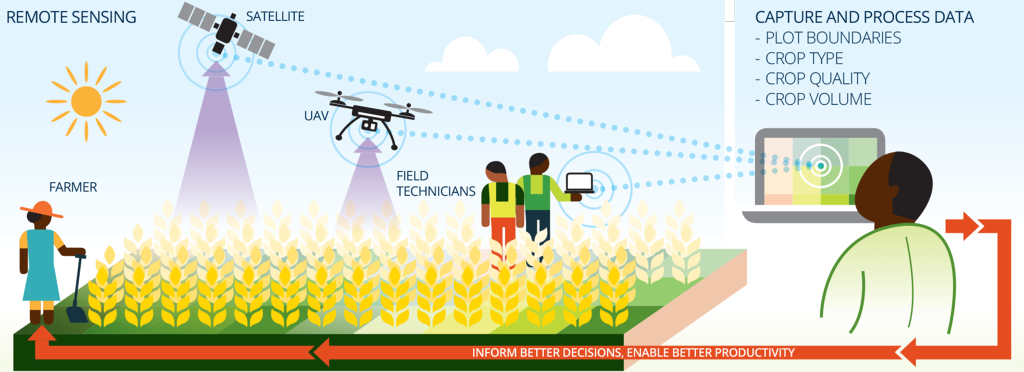 REMOTE SENSING
SATELLITE
UAV
FIELD
TECHNICIANS
FARMER
CAPTURE AND PROCESS DATA
- PLOT BOUNDARIES
- CROP TYPE
- CROP QUALITY
- CROP VOLUME
INFORM BETTER DECISIONS, ENABLE BETTER PRODUCTIVITY